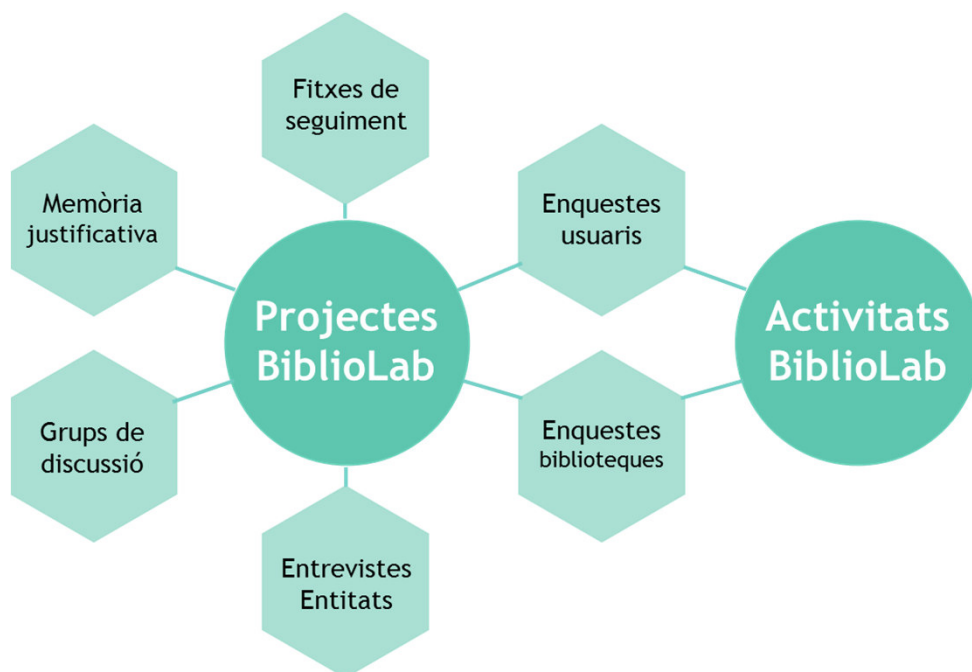 Fitxes de
seguiment
Memòria
justificativa
Enquestes
usuaris
Projectes
BiblioLab
Activitats
BiblioLab
Grups de
discussió
Enquestes
biblioteques
Entrevistes
Entitats